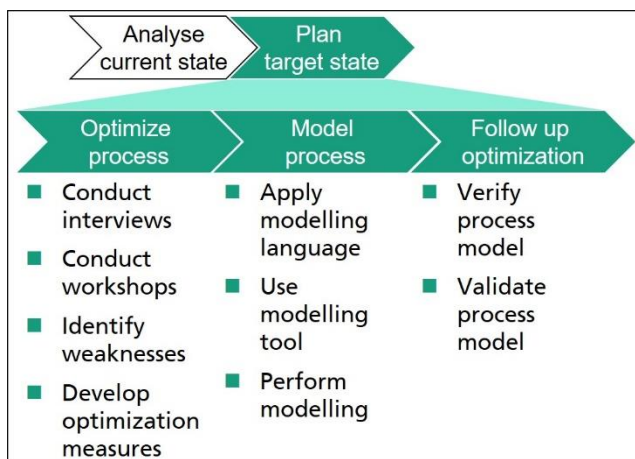 Analyse
current state
Plan
target state
Optimize
process
Model
process
Follow up
optimization
Conduct
interviews
Conduct
workshops
Identify
weaknesses
Develop
optimization
measures
Apply
modelling
language
Use
modelling
tool
Perform
modelling
Verify
process
model
Validate
process
model